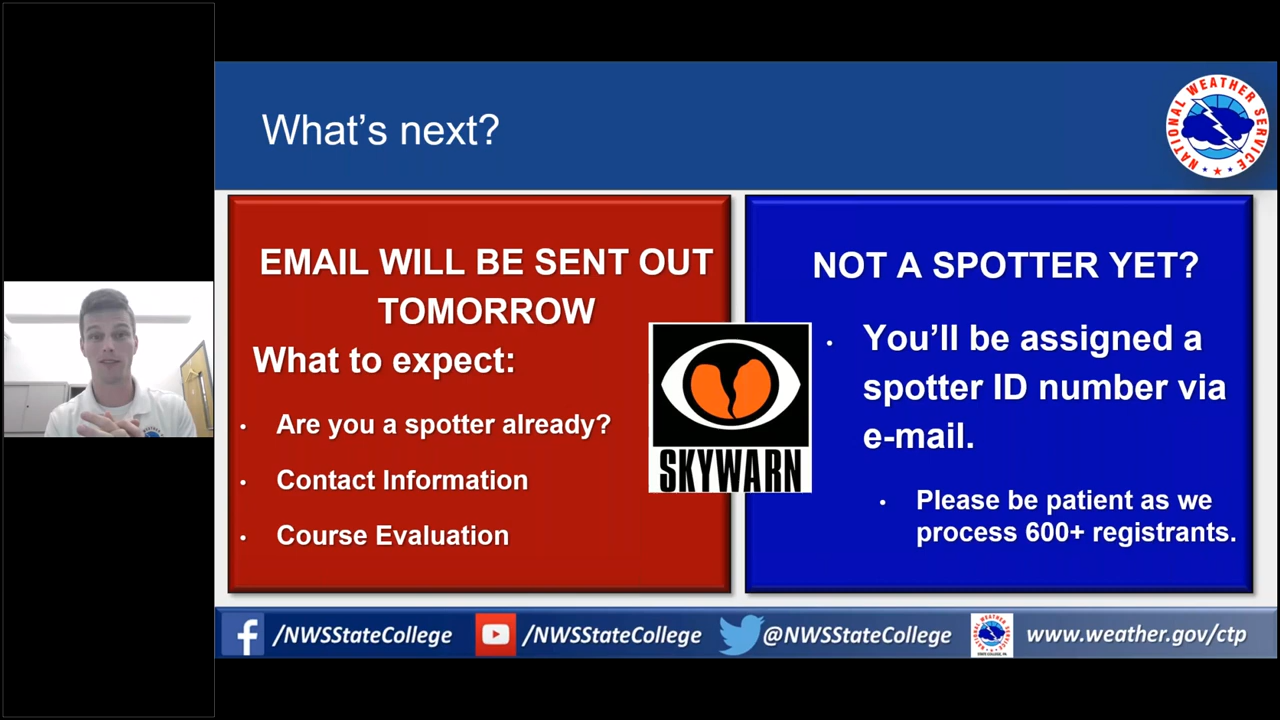 What's next?
NATIONAL WEATHER SERVICE
EMAIL WILL BE SENT OUT
TOMORROW
What to expect:
• Are you a spotter already?
• Contact Information
• Course Evaluation
SKYWARN
NOT A SPOTTER YET?
• You'll be assigned a
spotter ID number via
e-mail.
• Please be patient as we
process 600+ registrants.
/NWSStateCollege
/NWSStateCollege
@NWSStateCollege
www.weather.gov/ctp